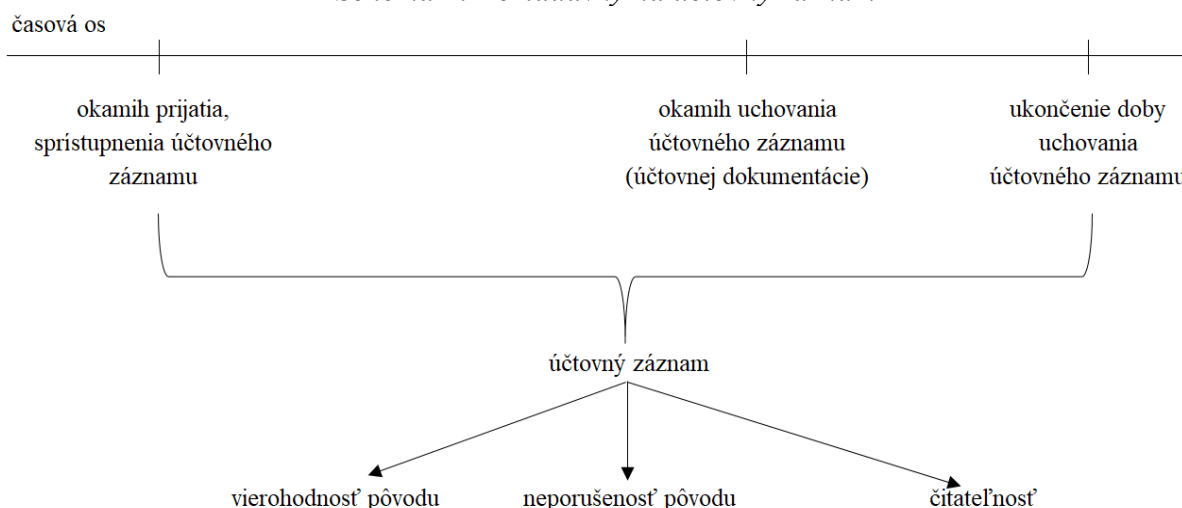 časová os
okamih prijatia,
sprístupnenia účtovného
záznamu
okamih uchovania
účtovného záznamu
(účtovnej dokumentácie)
ukončenie doby
uchovania
účtovného záznamu
účtovný záznam
vierohodnosť pôvodu
neporušenosť pôvodu
čitateľnosť